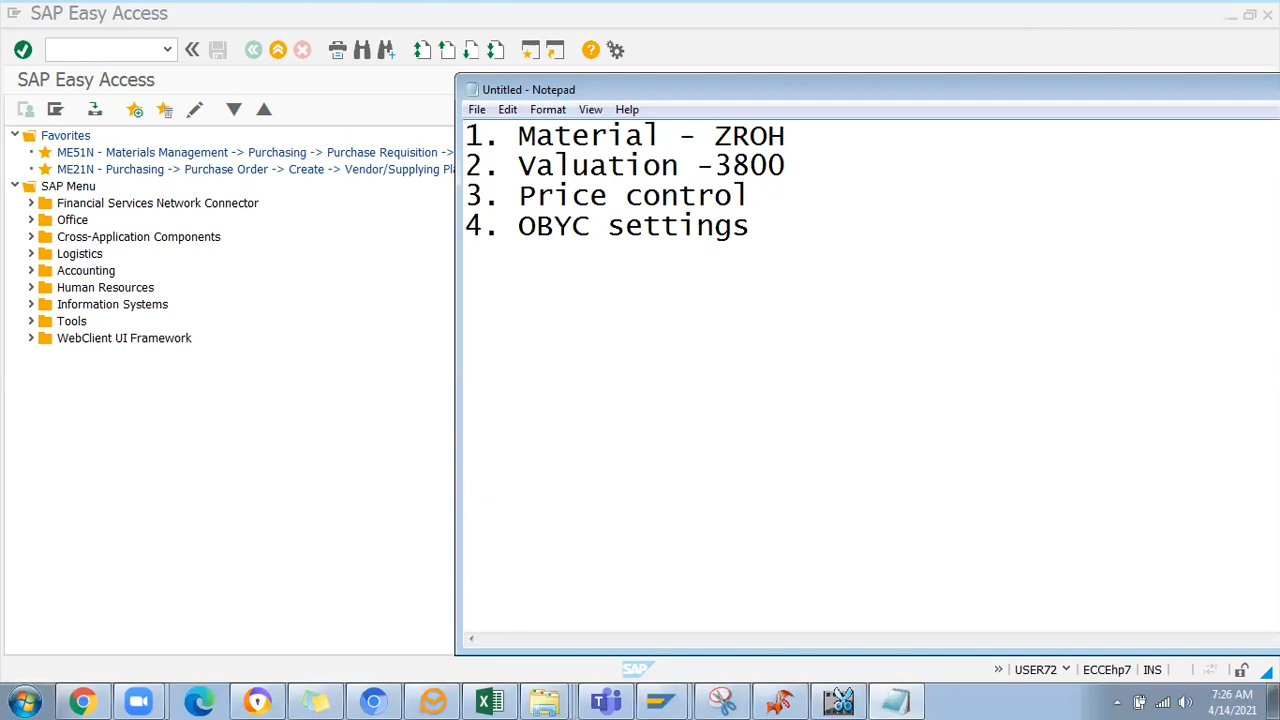 SAP Easy Access
SAP Easy Access
Favorites
ME51N - Materials Management -> Purchasing -> Purchase Requisition ->
ME21N - Purchasing -> Purchase Order -> Create -> Vendor/Supplying Pla
SAP Menu
Financial Services Network Connector
Office
Cross-Application Components
Logistics
Accounting
Human Resources
Information Systems
Tools
WebClient UI Framework
Untitled - Notepad
File Edit Format View Help
1. Material - ZROH
2. Valuation -3800
3. Price control
4. OBYC settings
SAP
» USER72 ECCEhp7 INS
7:26 AM
4/14/2021